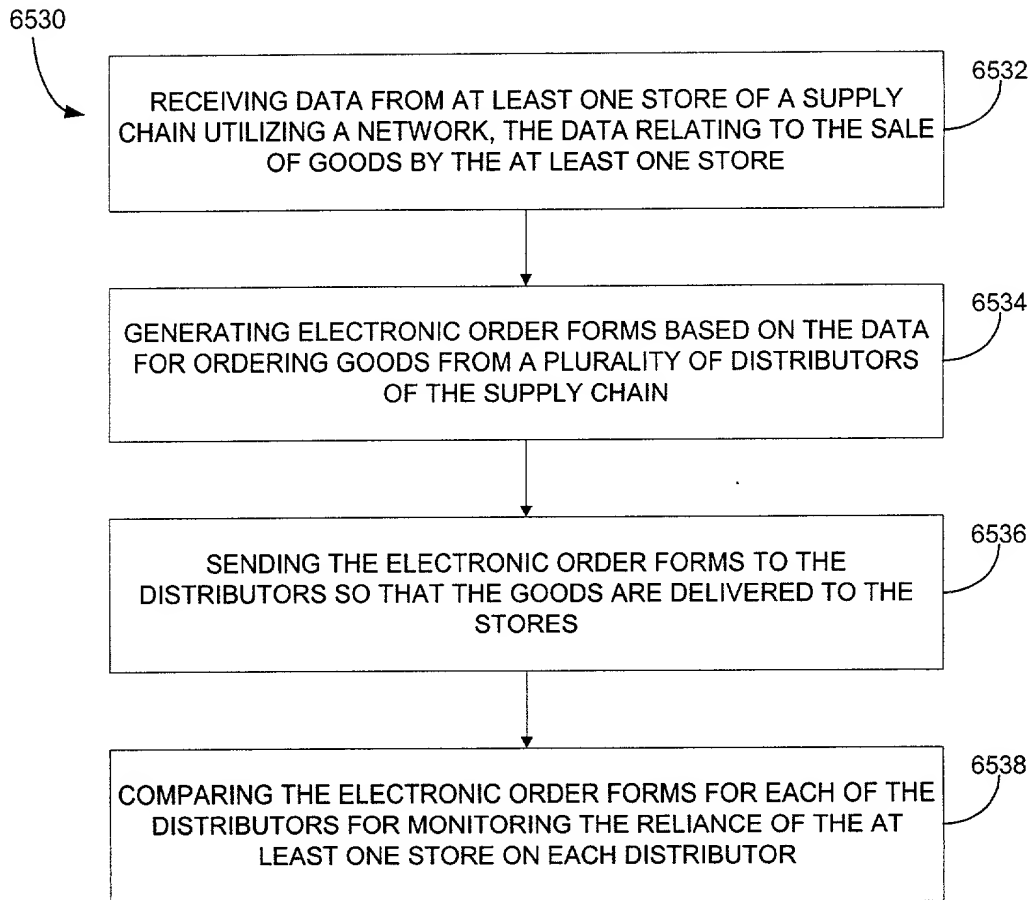 6530
6532
RECEIVING DATA FROM AT LEAST ONE STORE OF A SUPPLY
CHAIN UTILIZING A NETWORK, THE DATA RELATING TO THE SALE
OF GOODS BY THE AT LEAST ONE STORE
6534
GENERATING ELECTRONIC ORDER FORMS BASED ON THE DATA
FOR ORDERING GOODS FROM A PLURALITY OF DISTRIBUTORS
OF THE SUPPLY CHAIN
6536
SENDING THE ELECTRONIC ORDER FORMS TO THE
DISTRIBUTORS SO THAT THE GOODS ARE DELIVERED TO THE
STORES
6538
COMPARING THE ELECTRONIC ORDER FORMS FOR EACH OF THE
DISTRIBUTORS FOR MONITORING THE RELIANCE OF THE AT
LEAST ONE STORE ON EACH DISTRIBUTOR